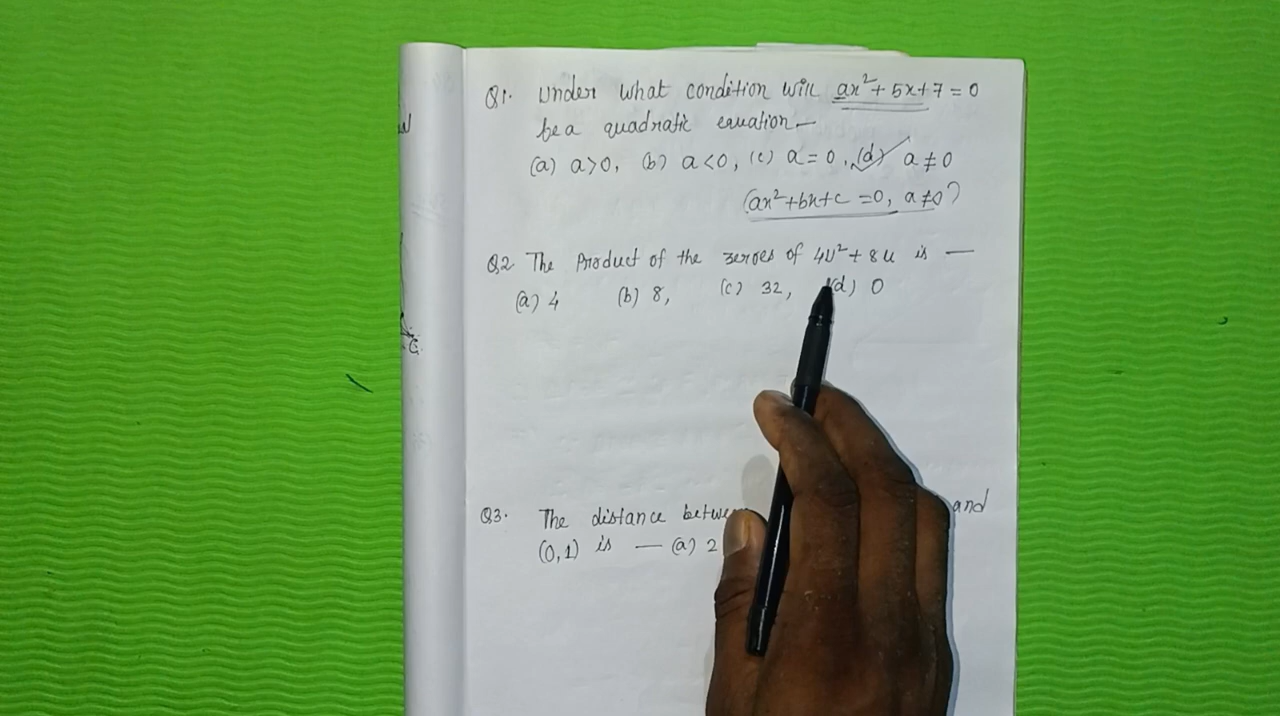 Q1. Under what condition will ax²+5x+7=0
be a quadratic equation—
(a) a>0, (b) a<0, (c) a=0, (d) a≠0
(ax²+bx+c=0, a≠0)
Q2. The Product of the zeroes of 4u²+8u is —
(a) 4 (b) 8, (c) 32, (d) 0
Q3. The distance and
(0,1) is — (a) 2